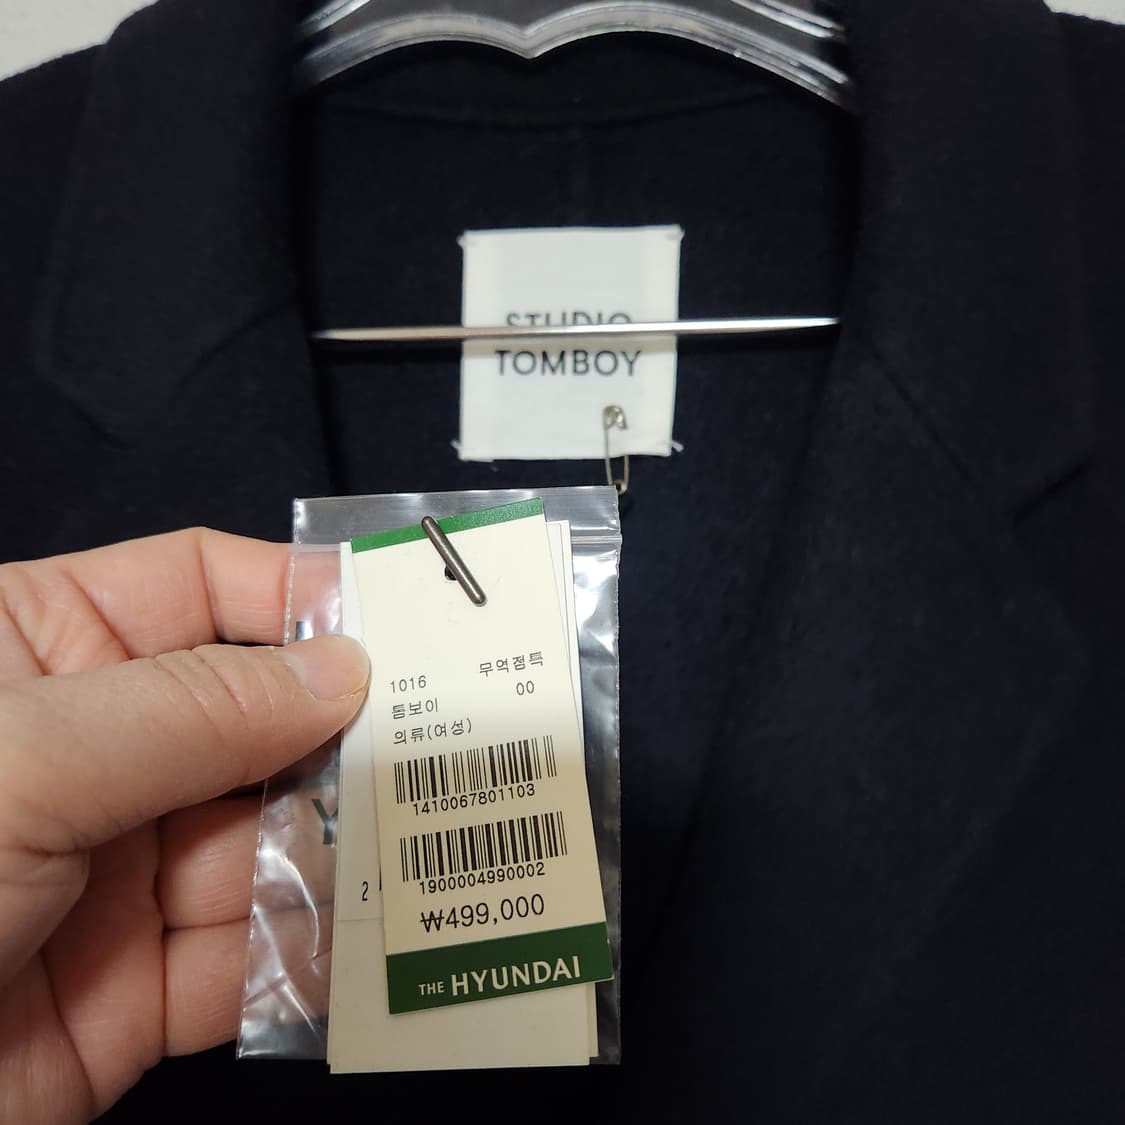 STUDIO
TOMBOY
무역점특
1016 00
톰보이
의류(여성)
1410067801103
1900004990002
₩499,000
THE HYUNDAI
Y
2